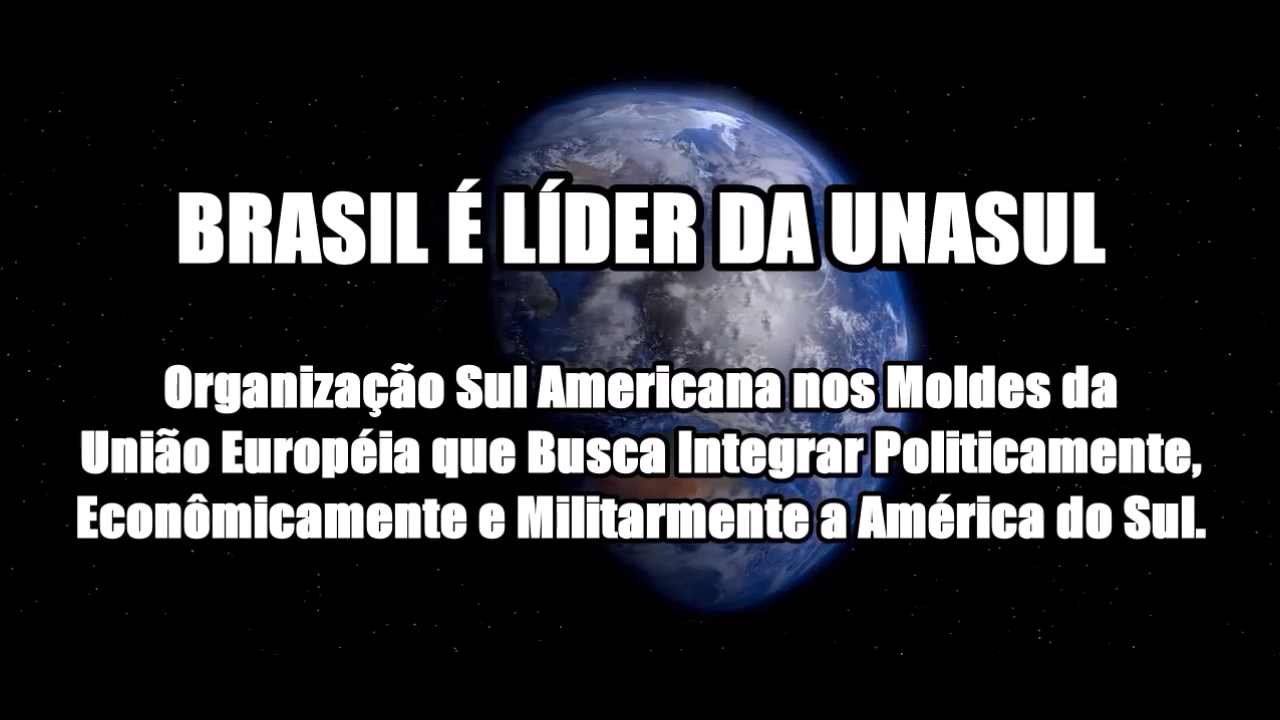 BRASIL É LÍDER DA UNASUL
Organização Sul Americana nos Moldes da
União Européia que Busca Integrar Politicamente,
Econômicamente e Militarmente a América do Sul.